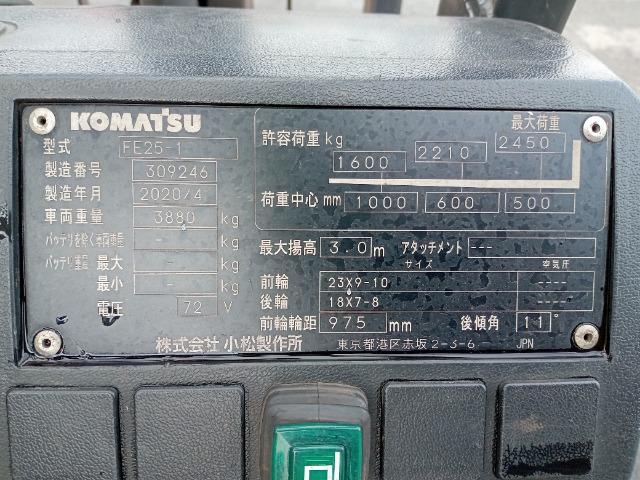 KOMATSU
型式 FE25-1
製造番号 309246
製造年月 2020/4
車両重量 3880 kg
バッテリを除く車両重量 - kg
バッテリ重量 最大 - kg
最小 - kg
電圧 72 V
最大荷重
許容荷重 kg 1600 2210 2450
荷重中心 mm 1000 600 500
最大揚高 3.0 m アタッチメント ---
サイズ 空気圧
前輪 23X9-10 ----
後輪 18X7-8 ----
前輪輪距 975 mm 後傾角 11°
株式会社 小松製作所 東京都港区赤坂 2-3-6 JPN